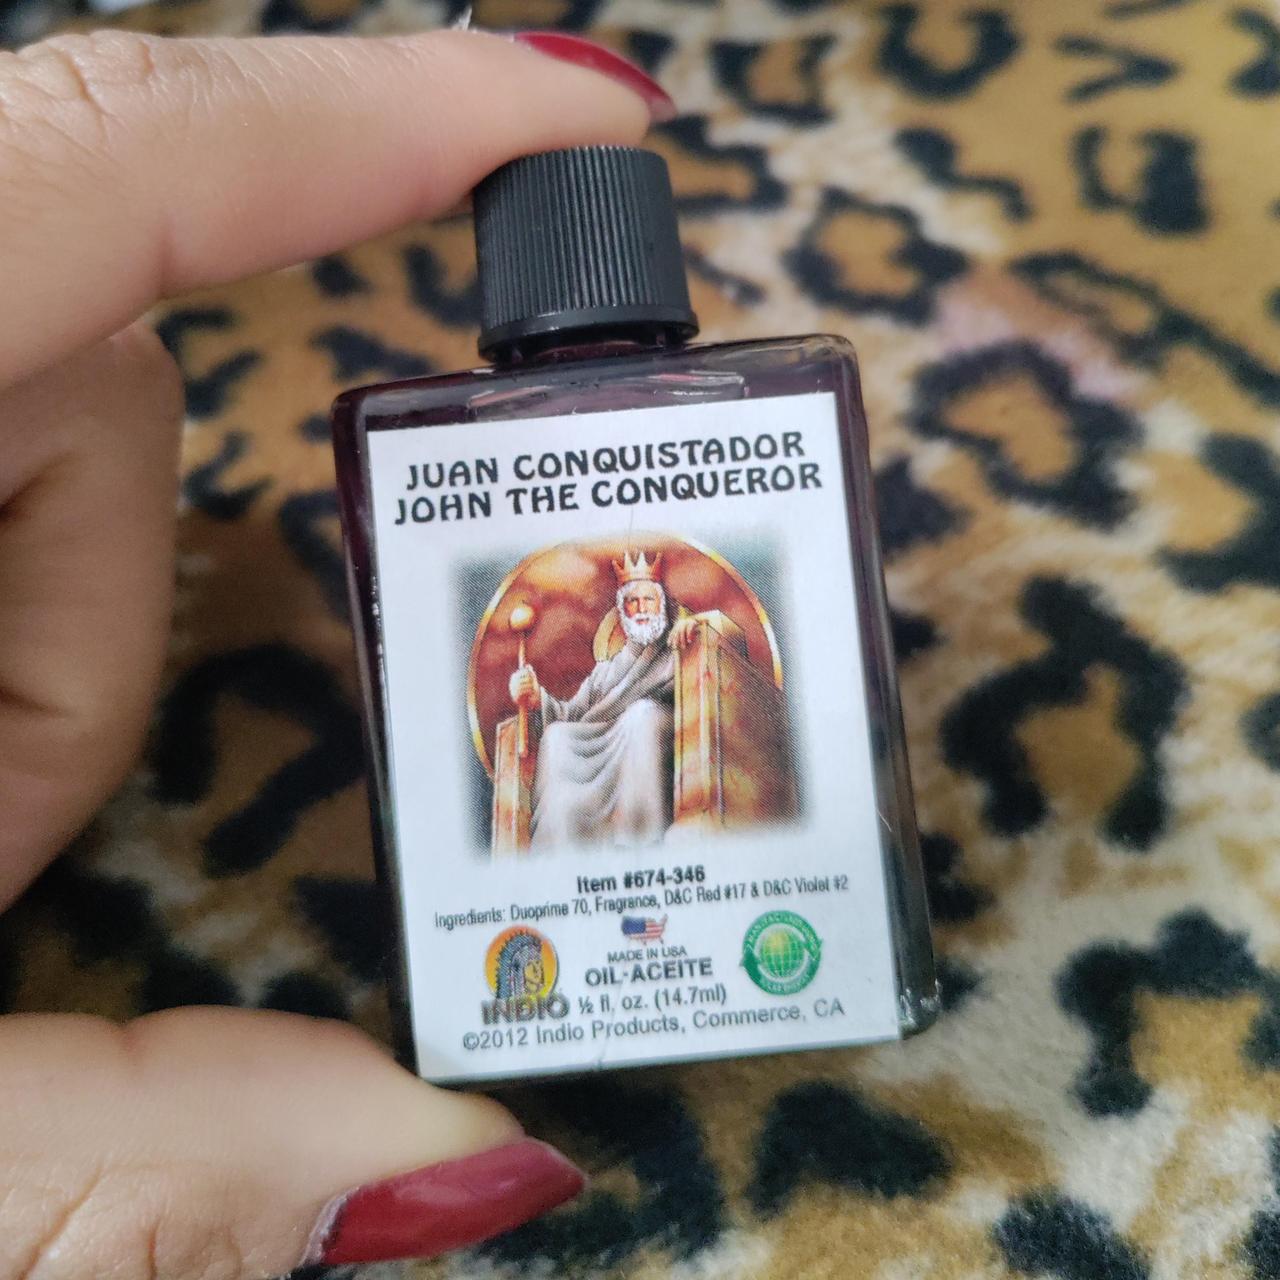 JUAN CONQUISTADOR
JOHN THE CONQUEROR
Item #674-346
Ingredients: Duoprime 70, Fragrance, D&C Red #17 & D&C Violet #2
MADE IN USA
OIL-ACEITE
INDIO ½ fl. oz. (14.7ml)
©2012 Indio Products, Commerce, CA